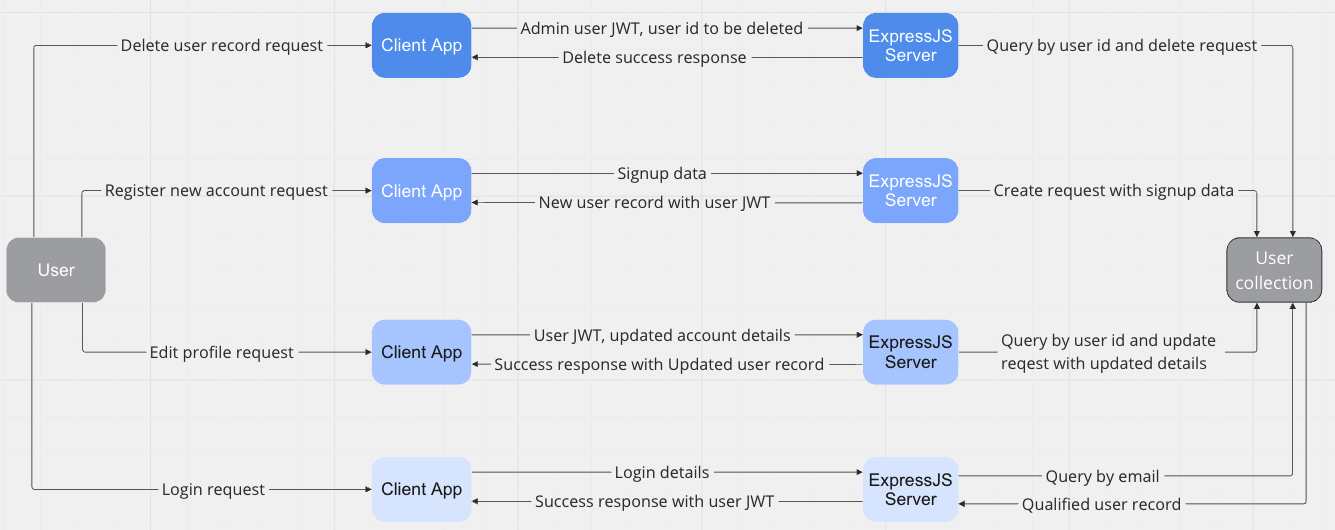 Delete user record request
Client App
Admin user JWT, user id to be deleted
Delete success response
ExpressJS
Server
Query by user id and delete request
Register new account request
Client App
Signup data
New user record with user JWT
ExpressJS
Server
Create request with signup data
User
User
collection
Edit profile request
Client App
User JWT, updated account details
Success response with Updated user record
ExpressJS
Server
Query by user id and update
reqest with updated details
Login request
Client App
Login details
Success response with user JWT
ExpressJS
Server
Query by email
Qualified user record